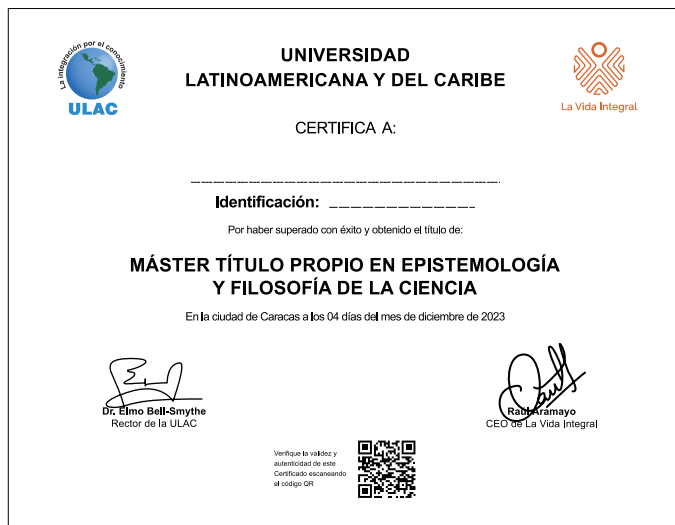 La integración por el conocimiento
ULAC
UNIVERSIDAD
LATINOAMERICANA Y DEL CARIBE
La Vida Integral
CERTIFICA A:
Identificación:
Por haber superado con éxito y obtenido el título de:
MÁSTER TÍTULO PROPIO EN EPISTEMOLOGÍA
Y FILOSOFÍA DE LA CIENCIA
En la ciudad de Caracas a los 04 días del mes de diciembre de 2023
Dr. Elmo Bell-Smythe
Rector de la ULAC
Raúl Aramayo
CEO de La Vida Integral
Verifique la validez y
autenticidad de este
Certificado escaneando
el código QR